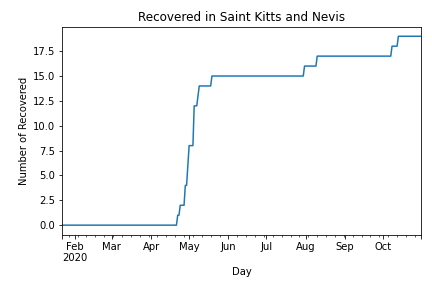 Recovered in Saint Kitts and Nevis
Number of Recovered
17.5
15.0
12.5
10.0
7.5
5.0
2.5
0.0
Feb Mar Apr May Jun Jul Aug Sep Oct
2020
Day